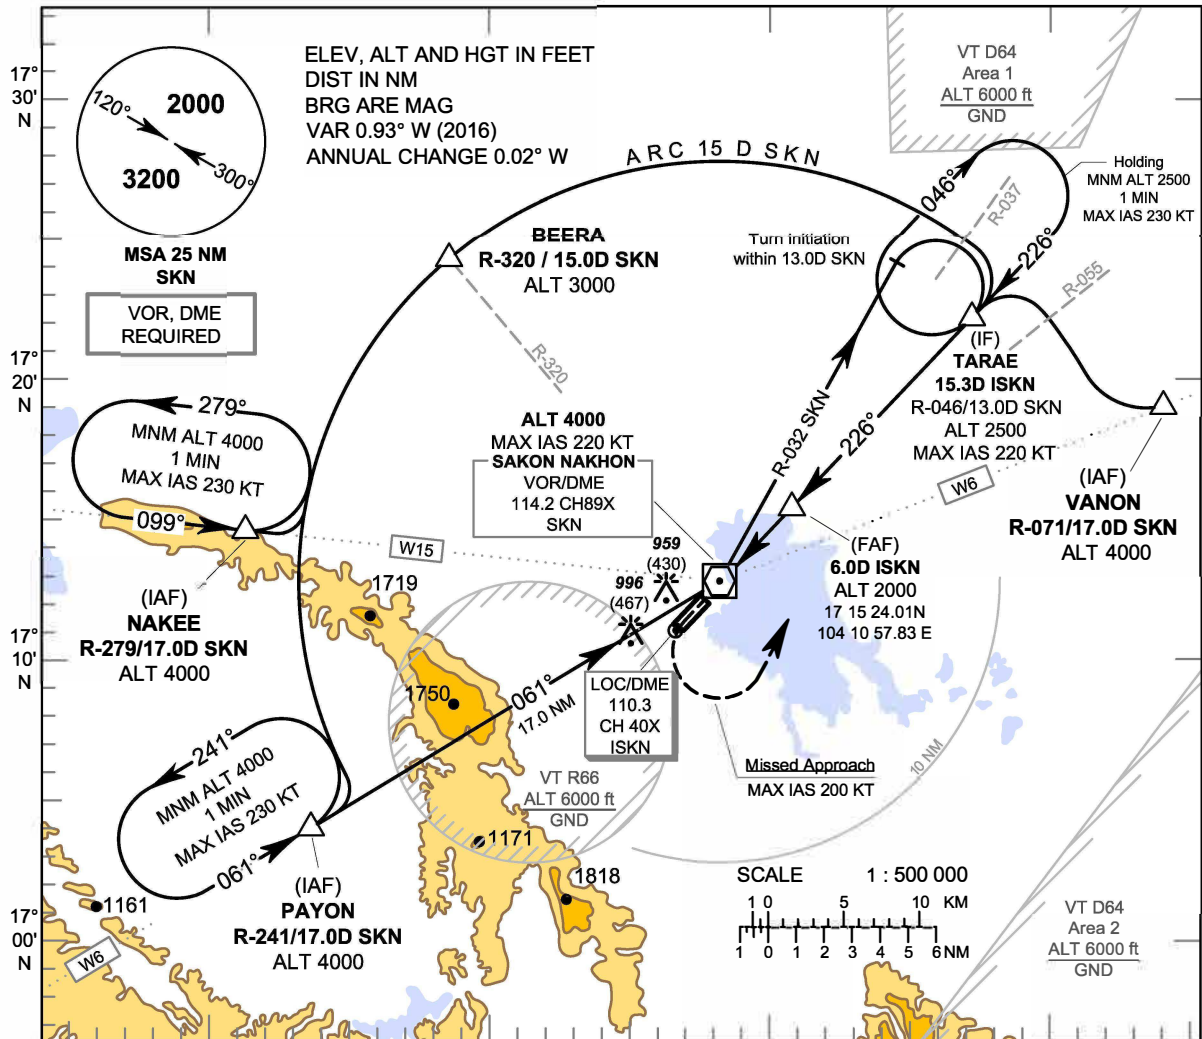 ELEV, ALT AND HGT IN FEET
DIST IN NM
BRG ARE MAG
VAR 0.93° W (2016)
ANNUAL CHANGE 0.02° W
17°
30'
N
120°
2000
3200
300°
MSA 25 NM
SKN
VOR, DME
REQUIRED
ARC 15 D SKN
VT D64
Area 1
ALT 6000 ft
GND
Holding
MNM ALT 2500
1 MIN
MAX IAS 230 KT
046°
R-037
226°
R-055
Turn Initiation
within 13.0D SKN
BEERA
R-320 / 15.0D SKN
ALT 3000
R-320
(IF)
TARAE
15.3D ISKN
R-046/13.0D SKN
ALT 2500
MAX IAS 220 KT
17°
20'
N
279°
MNM ALT 4000
1 MIN
MAX IAS 230 KT
099°
ALT 4000
MAX IAS 220 KT
SAKON NAKHON
VOR/DME
114.2 CH89X
SKN
R-032 SKN
226°
W6
(IAF)
VANON
R-071/17.0D SKN
ALT 4000
W15
959
(430)
996
(467)
(FAF)
6.0D ISKN
ALT 2000
17 15 24.01N
104 10 57.83 E
(IAF)
NAKEE
R-279/17.0D SKN
ALT 4000
1719
17°
10'
N
1750
061°
17.0 NM
LOC/DME
110.3
CH 40X
ISKN
10 NM
Missed Approach
MAX IAS 200 KT
241°
MNM ALT 4000
1 MIN
MAX IAS 230 KT
061°
VT R66
ALT 6000 ft
GND
1171
1818
(IAF)
PAYON
R-241/17.0D SKN
ALT 4000
1161
W6
17°
00'
N
SCALE 1 : 500 000
1 0 5 10 KM
1 0 1 2 3 4 5 6 NM
VT D64
Area 2
ALT 6000 ft
GND